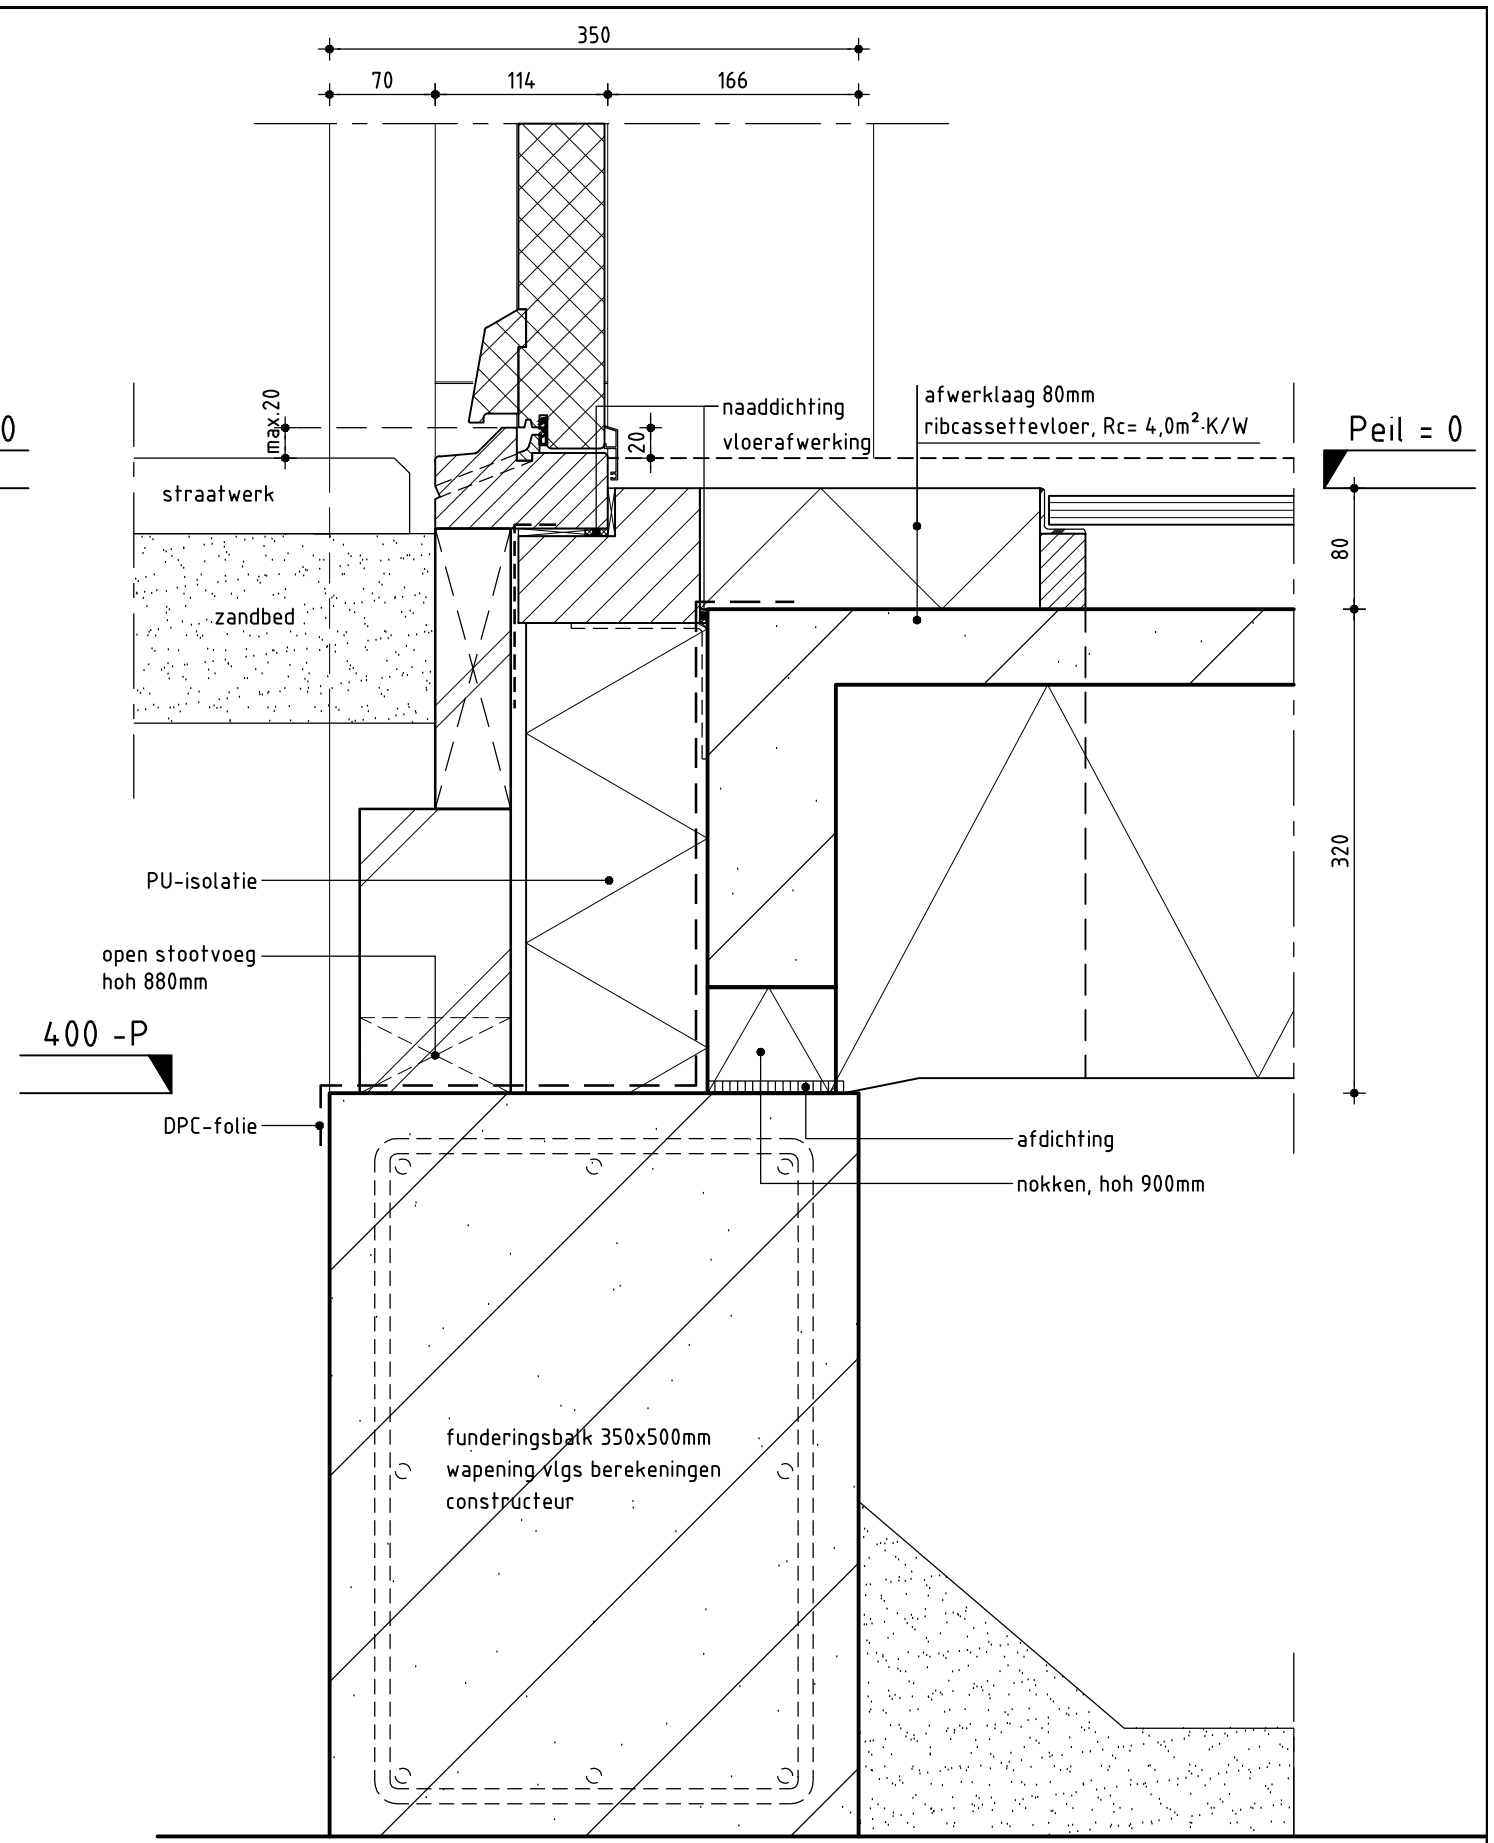 350
70
114
166
max.20
20
naaddichting
vloerafwerking
afwerklaag 80mm
ribcassettevloer, Rc= 4,0m²·K/W
0
Peil = 0
straatwerk
zandbed
80
320
PU-isolatie
open stootvoeg
hoh 880mm
400 -P
DPC-folie
afdichting
nokken, hoh 900mm
funderingsbalk 350x500mm
wapening vlgs berekeningen
constructeur